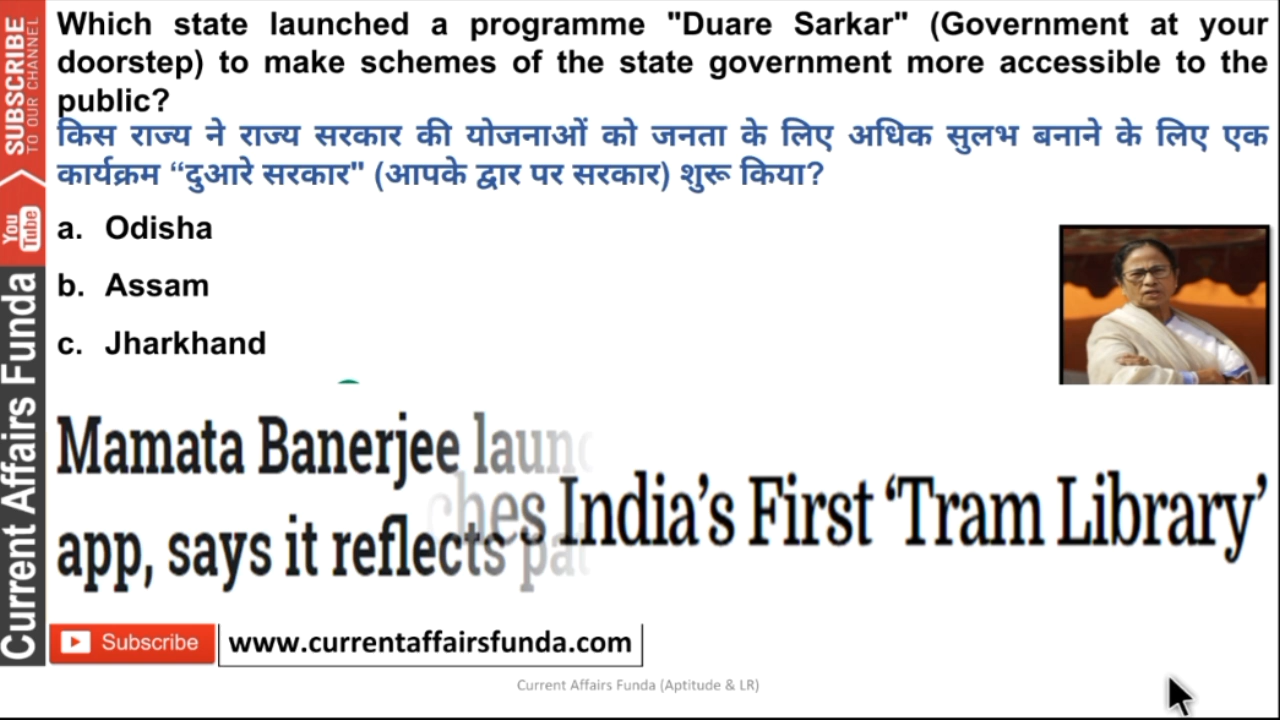 Which state launched a programme "Duare Sarkar" (Government at your
doorstep) to make schemes of the state government more accessible to the
public?
किस राज्य ने राज्य सरकार की योजनाओं को जनता के लिए अधिक सुलभ बनाने के लिए एक
कार्यक्रम “दुआरे सरकार" (आपके द्वार पर सरकार) शुरू किया?
a. Odisha
b. Assam
c. Jharkhand
Mamata Banerjee
India’s First ‘Tram Library’
app, says it reflects
Subscribe
www.currentaffairsfunda.com
Current Affairs Funda (Aptitude & LR)
SUBSCRIBE
TO OUR CHANNEL
You
Tube
Current Affairs Funda